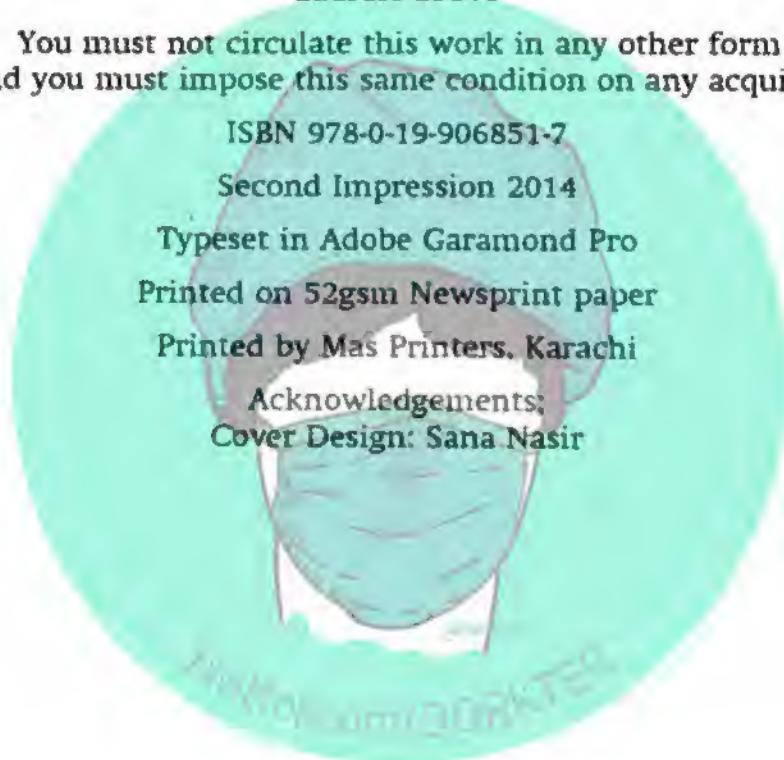 You must not circulate this work in any other form
d you must impose this same condition on any acqui
ISBN 978-0-19-906851-7
Second Impression 2014
Typeset in Adobe Garamond Pro
Printed on 52gsm Newsprint paper
Printed by Mas Printers, Karachi
Acknowledgements:
Cover Design: Sana Nasir